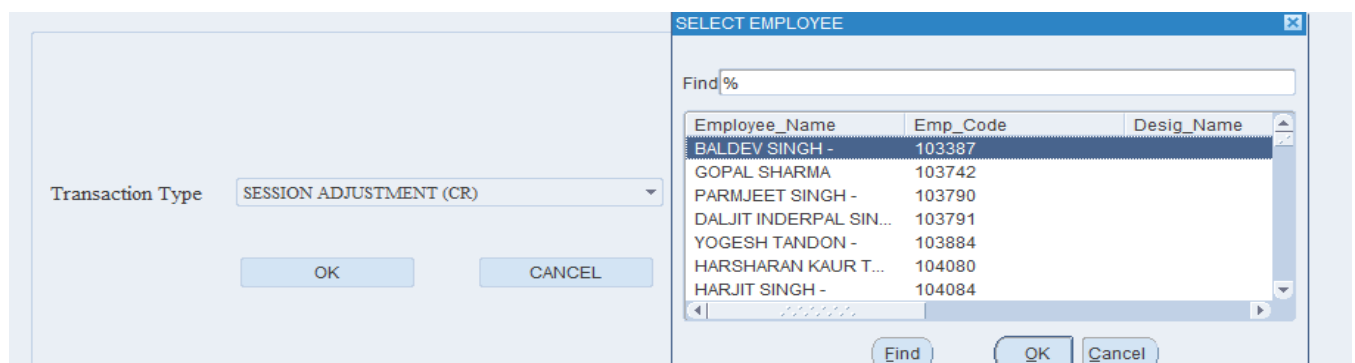 SELECT EMPLOYEE
Find %
Employee_Name Emp_Code Desig_Name
BALDEV SINGH - 103387
GOPAL SHARMA 103742
PARMJEET SINGH - 103790
DALJIT INDERPAL SIN... 103791
YOGESH TANDON - 103884
HARSHARAN KAUR T... 104080
HARJIT SINGH - 104084
Find OK Cancel
Transaction Type SESSION ADJUSTMENT (CR)
OK CANCEL